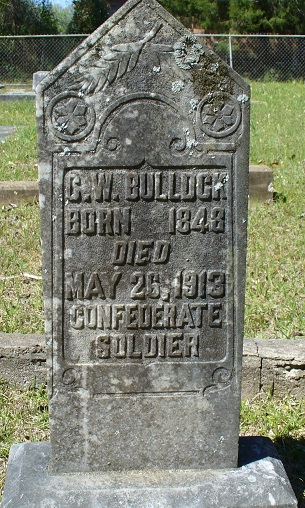 C. W. BULLOCK
BORN 1848
DIED
MAY 26, 1913
CONFEDERATE
SOLDIER